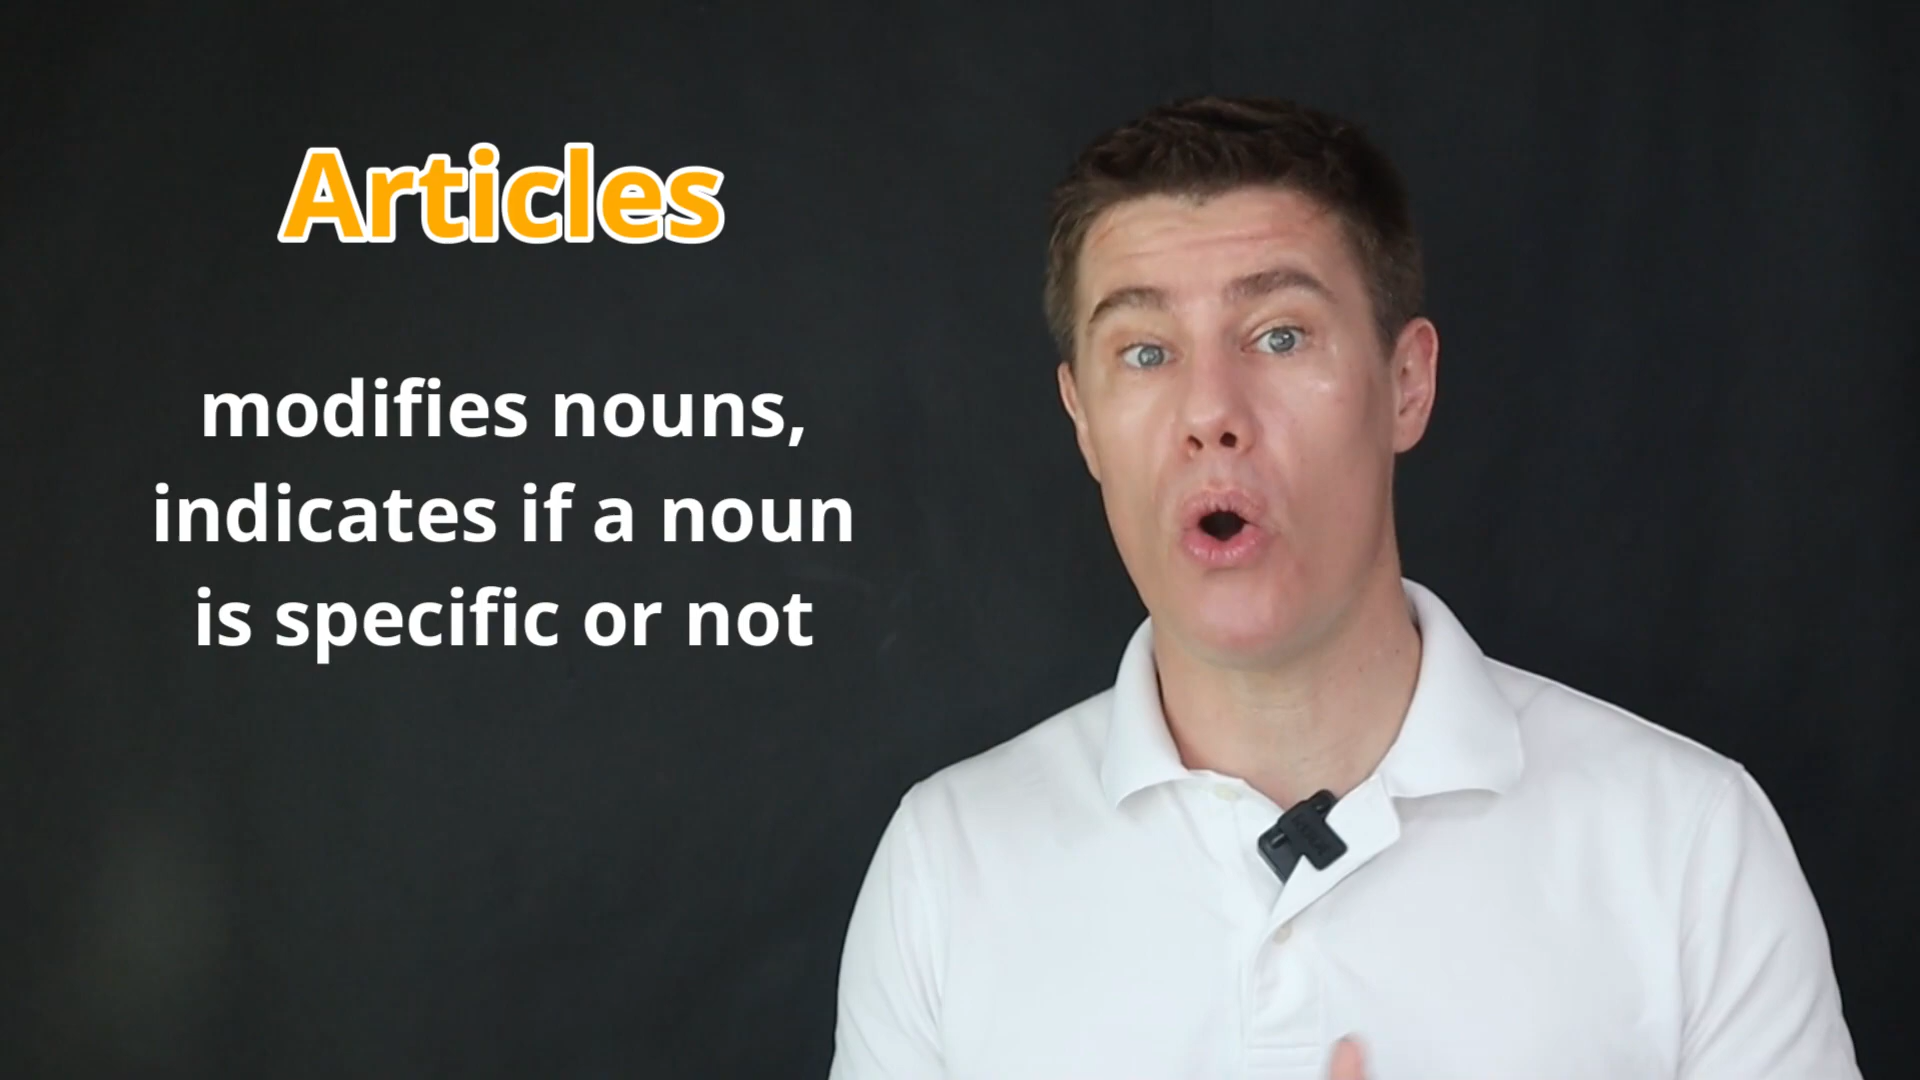 Articles
modifies nouns,
indicates if a noun
is specific or not